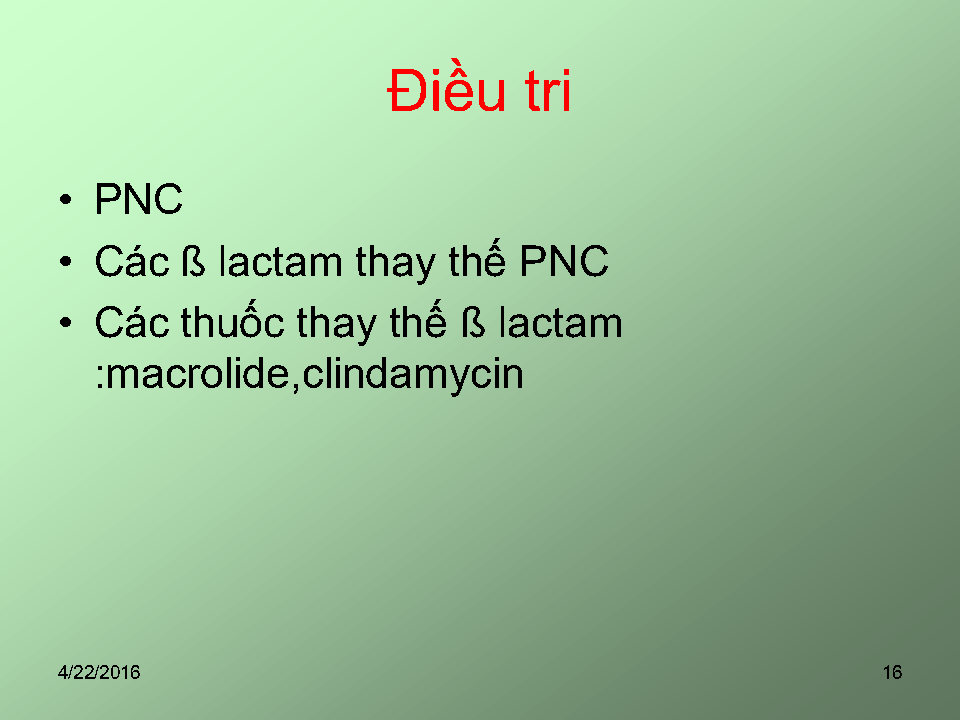 Điều tri
• PNC
• Các ß lactam thay thế PNC
• Các thuốc thay thế ß lactam
:macrolide,clindamycin
4/22/2016
16